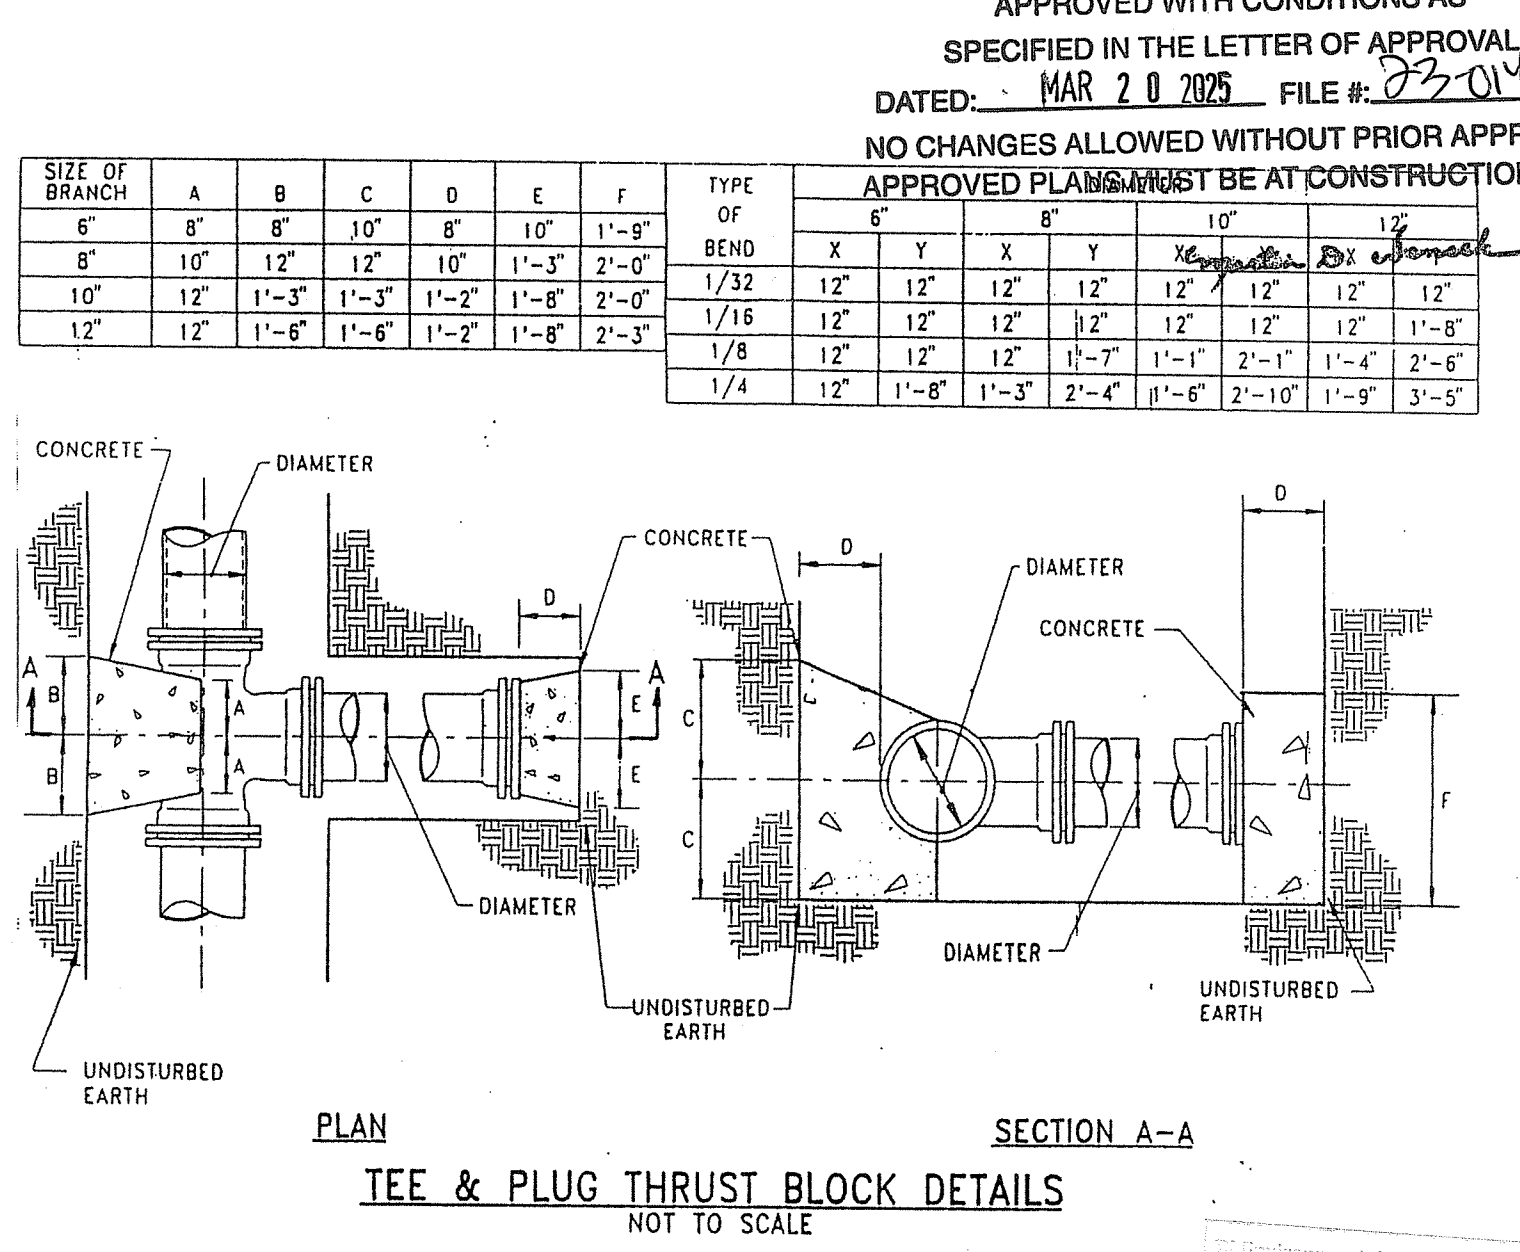 APPROVED WITH CONDITIONS AS
SPECIFIED IN THE LETTER OF APPROVAL
DATED: MAR 20 2025 FILE #: 23-014
NO CHANGES ALLOWED WITHOUT PRIOR APPR
APPROVED PLANS MUST BE AT CONSTRUCTIO
SIZE OF BRANCH A B C D E F
6" 8" 8" 10" 8" 10" 1'-9"
8" 10" 12" 12" 10" 1'-3" 2'-0"
10" 12" 1'-3" 1'-3" 1'-2" 1'-8" 2'-0"
12" 12" 1'-6" 1'-6" 1'-2" 1'-8" 2'-3"
TYPE OF BEND DIAMETER
6" 8" 10" 12"
X Y X Y X X
1/32 12" 12" 12" 12" 12" 12" 12" 12"
1/16 12" 12" 12" 12" 12" 12" 12" 1'-8"
1/8 12" 12" 12" 1'-7" 1'-1" 2'-1" 1'-4" 2'-6"
1/4 12" 1'-8" 1'-3" 2'-4" 1'-6" 2'-10" 1'-9" 3'-5"
CONCRETE
DIAMETER
D
CONCRETE
A
B
B
A
A
E
E
A
DIAMETER
UNDISTURBED
EARTH
UNDISTURBED
EARTH
D
DIAMETER
D
CONCRETE
C
C
F
DIAMETER
UNDISTURBED
EARTH
PLAN
SECTION A-A
TEE & PLUG THRUST BLOCK DETAILS
NOT TO SCALE